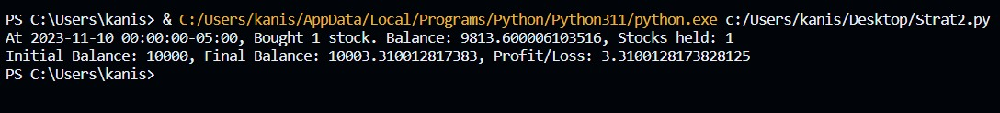 PS C:\Users\kanis> & C:/Users/kanis/AppData/Local/Programs/Python/Python311/python.exe c:/Users/kanis/Desktop/Strat2.py
At 2023-11-10 00:00:00-05:00, Bought 1 stock. Balance: 9813.600006103516, Stocks held: 1
Initial Balance: 10000, Final Balance: 10003.310012817383, Profit/Loss: 3.3100128173828125
PS C:\Users\kanis>